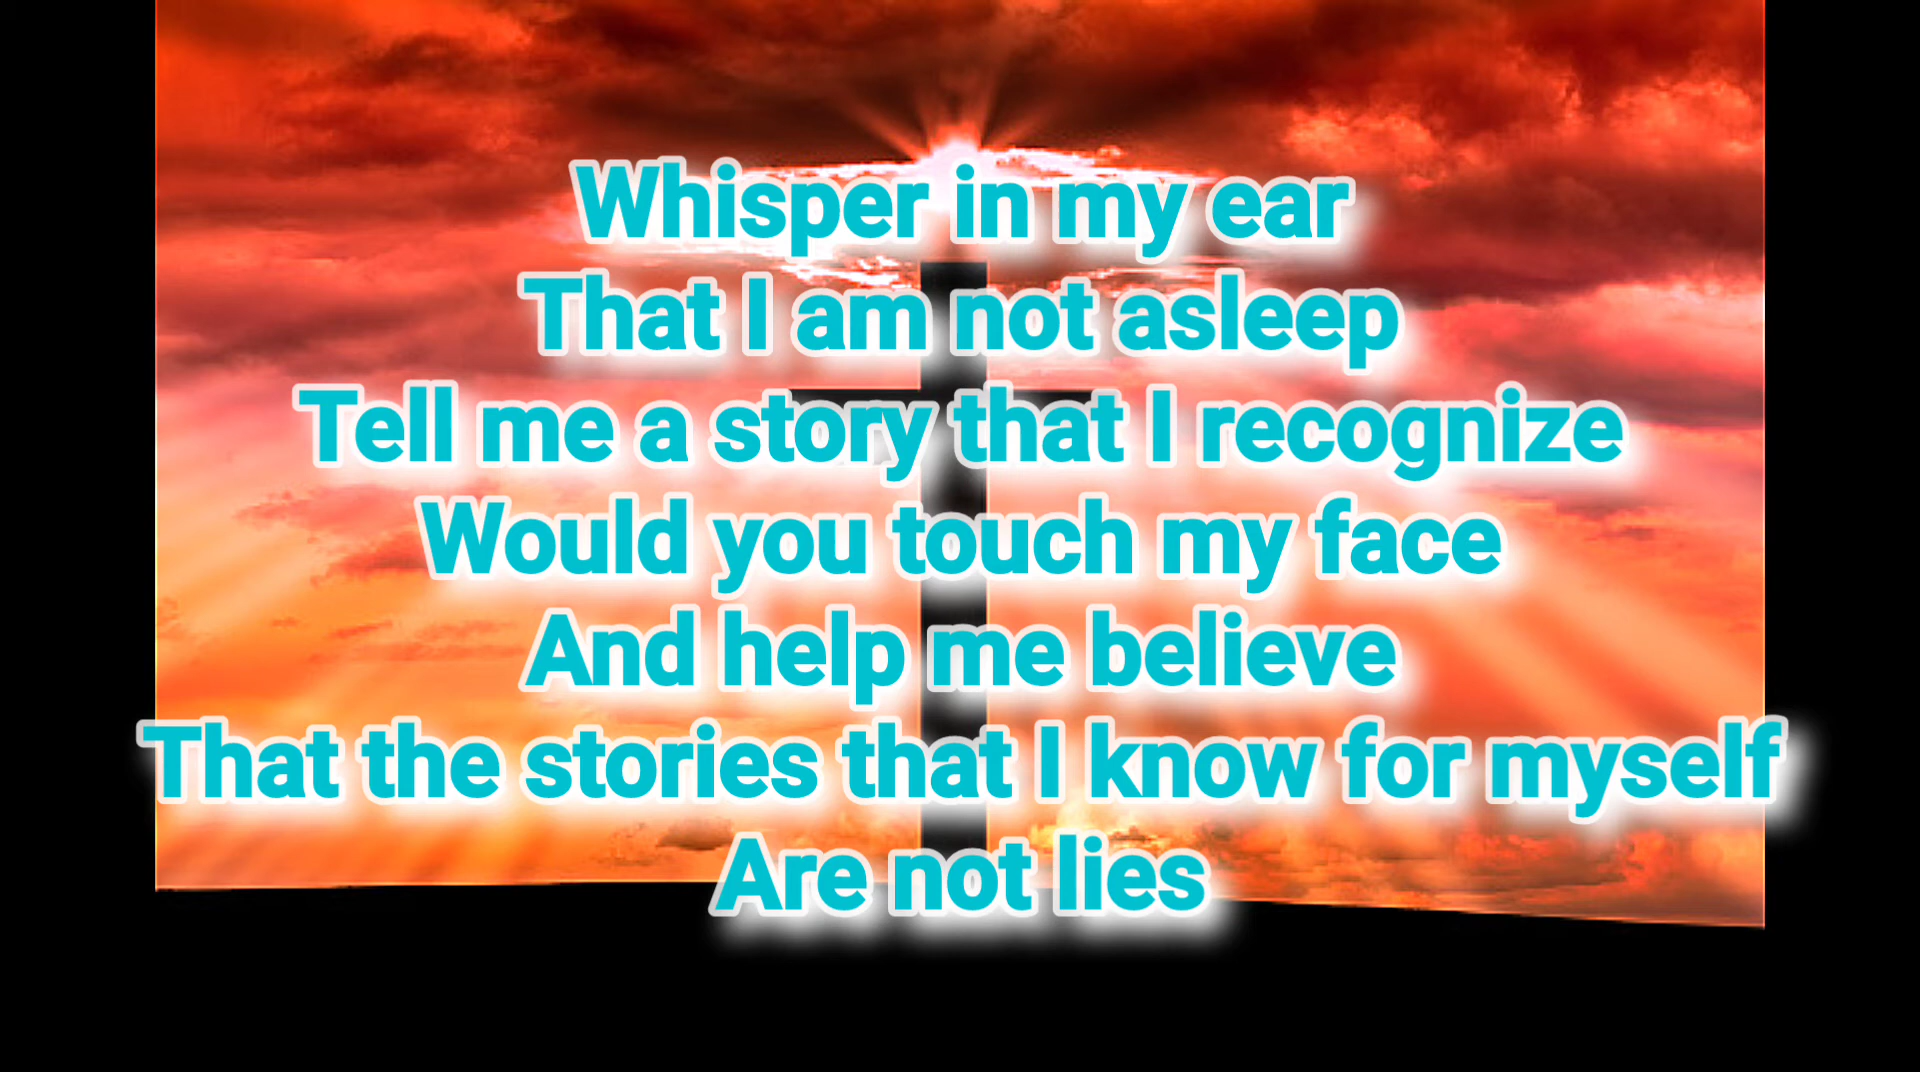 Whisper in my ear
That I am not asleep
Tell me a story that I recognize
Would you touch my face
And help me believe
That the stories that I know for myself
Are not lies